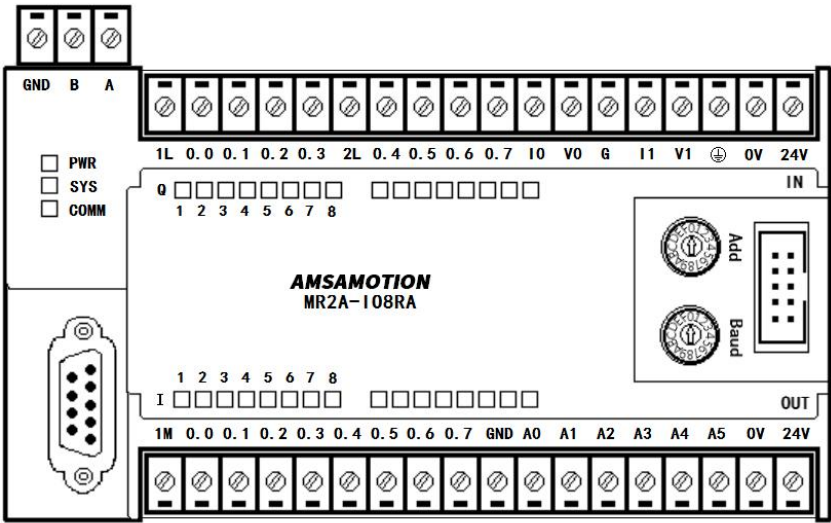 GND B A
1L 0.0 0.1 0.2 0.3 2L 0.4 0.5 0.6 0.7 I0 V0 G I1 V1 0V 24V
PWR
SYS
COMM
Q
IN
1 2 3 4 5 6 7 8
Add
AMSAMOTION
MR2A-IO8RA
Baud
1 2 3 4 5 6 7 8
I
OUT
1M 0.0 0.1 0.2 0.3 0.4 0.5 0.6 0.7 GND A0 A1 A2 A3 A4 A5 0V 24V